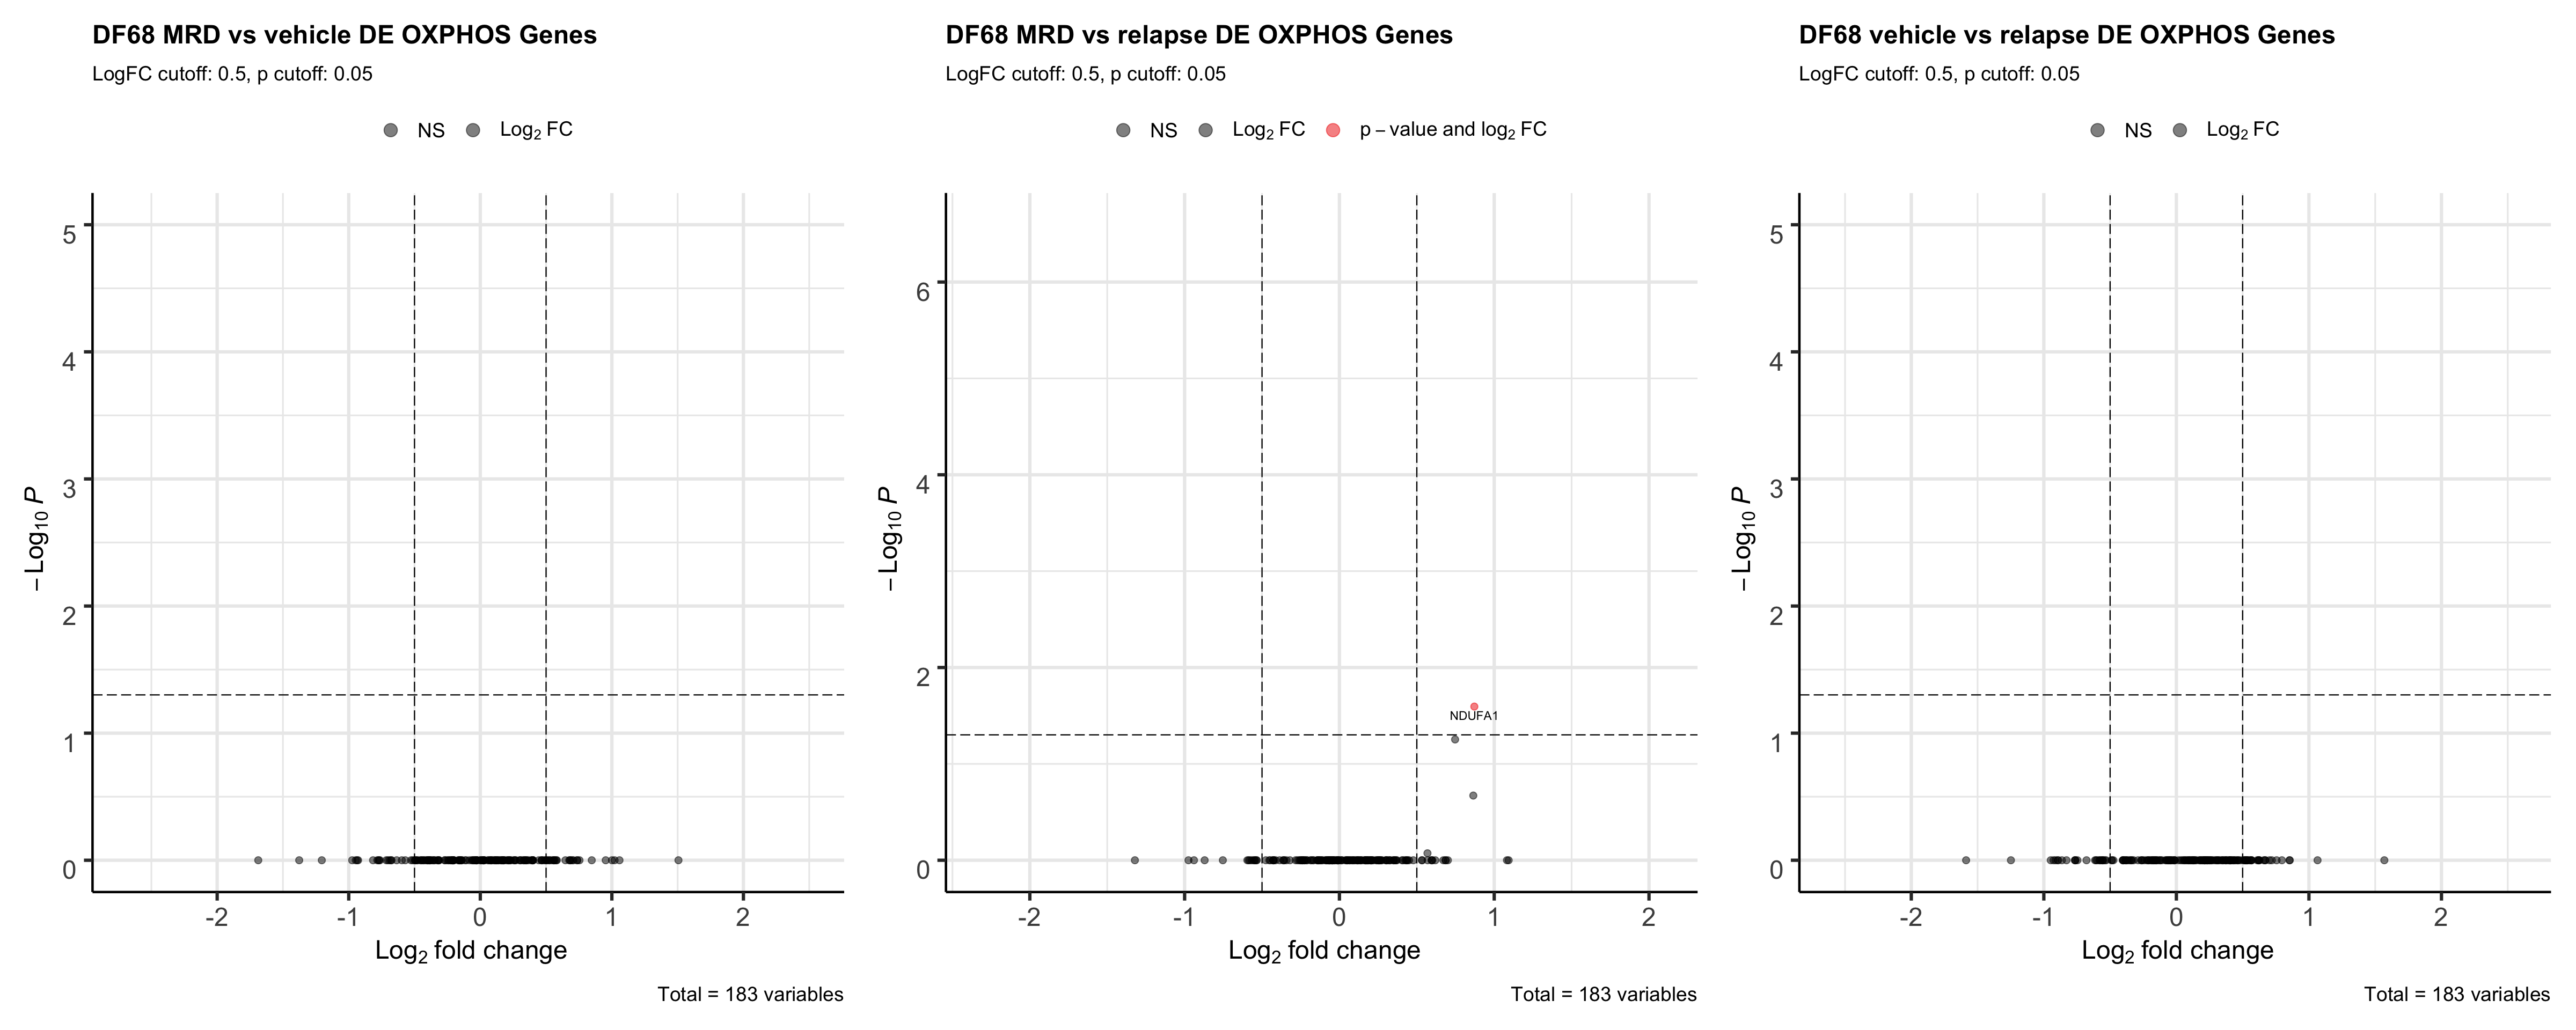 DF68 MRD vs vehicle DE OXPHOS Genes
LogFC cutoff: 0.5, p cutoff: 0.05
NS Log2 FC
5
4
3
2
1
0
−Log10 P
-2 -1 0 1 2
Log2 fold change
Total = 183 variables
DF68 MRD vs relapse DE OXPHOS Genes
LogFC cutoff: 0.5, p cutoff: 0.05
NS Log2 FC p − value and log2 FC
6
4
2
0
−Log10 P
NDUFA1
-2 -1 0 1 2
Log2 fold change
Total = 183 variables
DF68 vehicle vs relapse DE OXPHOS Genes
LogFC cutoff: 0.5, p cutoff: 0.05
NS Log2 FC
5
4
3
2
1
0
−Log10 P
-2 -1 0 1 2
Log2 fold change
Total = 183 variables